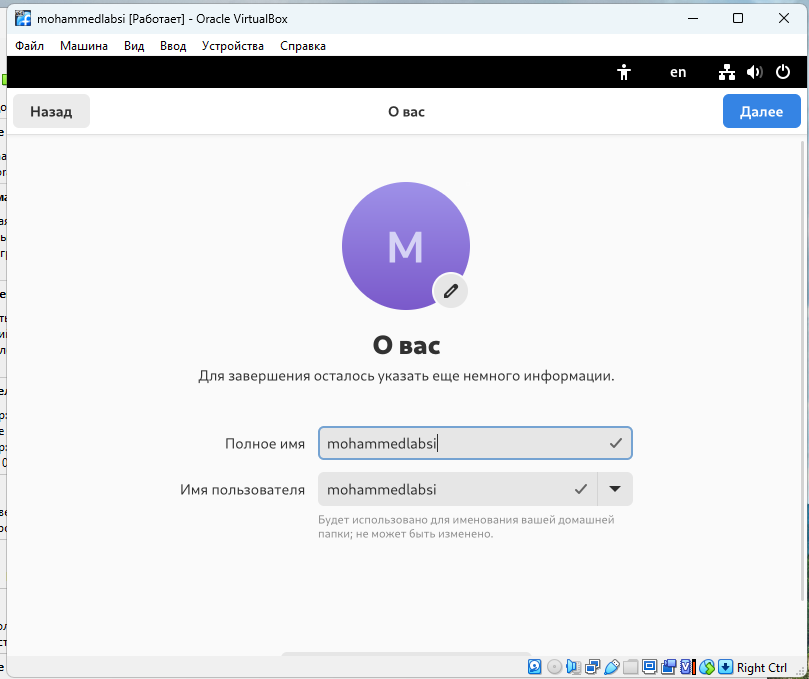 mohammedlabsi [Работает] - Oracle VirtualBox
Файл Машина Вид Ввод Устройства Справка
en
Назад О вас Далее
M
О вас
Для завершения осталось указать еще немного информации.
Полное имя mohammedlabsi
Имя пользователя mohammedlabsi
Будет использовано для именования вашей домашней
папки; не может быть изменено.
Right Ctrl